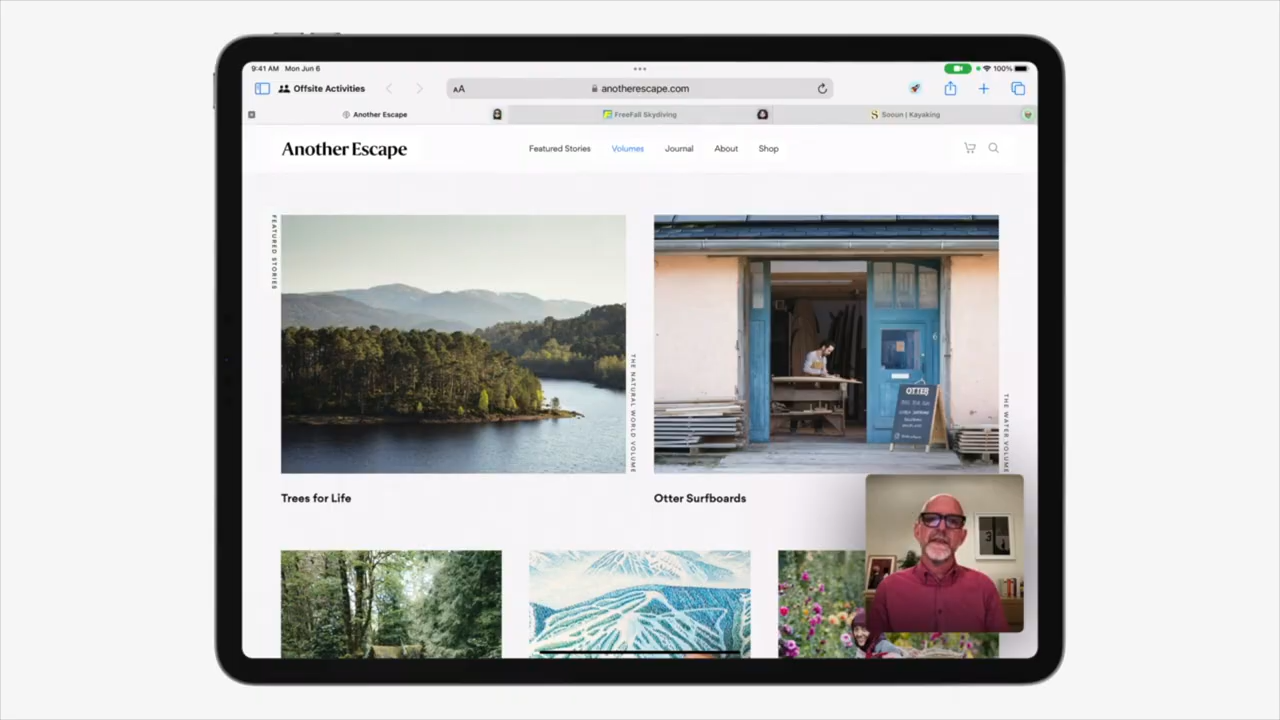 9:41 AM Mon Jun 6
100%
Offsite Activities
AA
anotherescape.com
Another Escape
FreeFall Skydiving
Sooun | Kayaking
Another Escape
Featured Stories
Volumes
Journal
About
Shop
FEATURED STORIES
THE NATURAL WORLD VOLUME
OTTER
THE WATER VOLUME
Trees for Life
Otter Surfboards
3